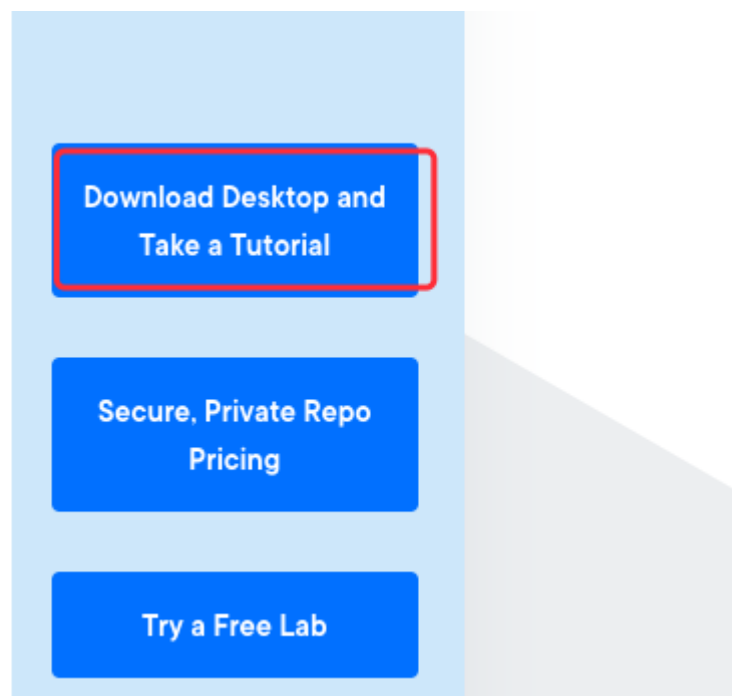 Download Desktop and
Take a Tutorial
Secure, Private Repo
Pricing
Try a Free Lab